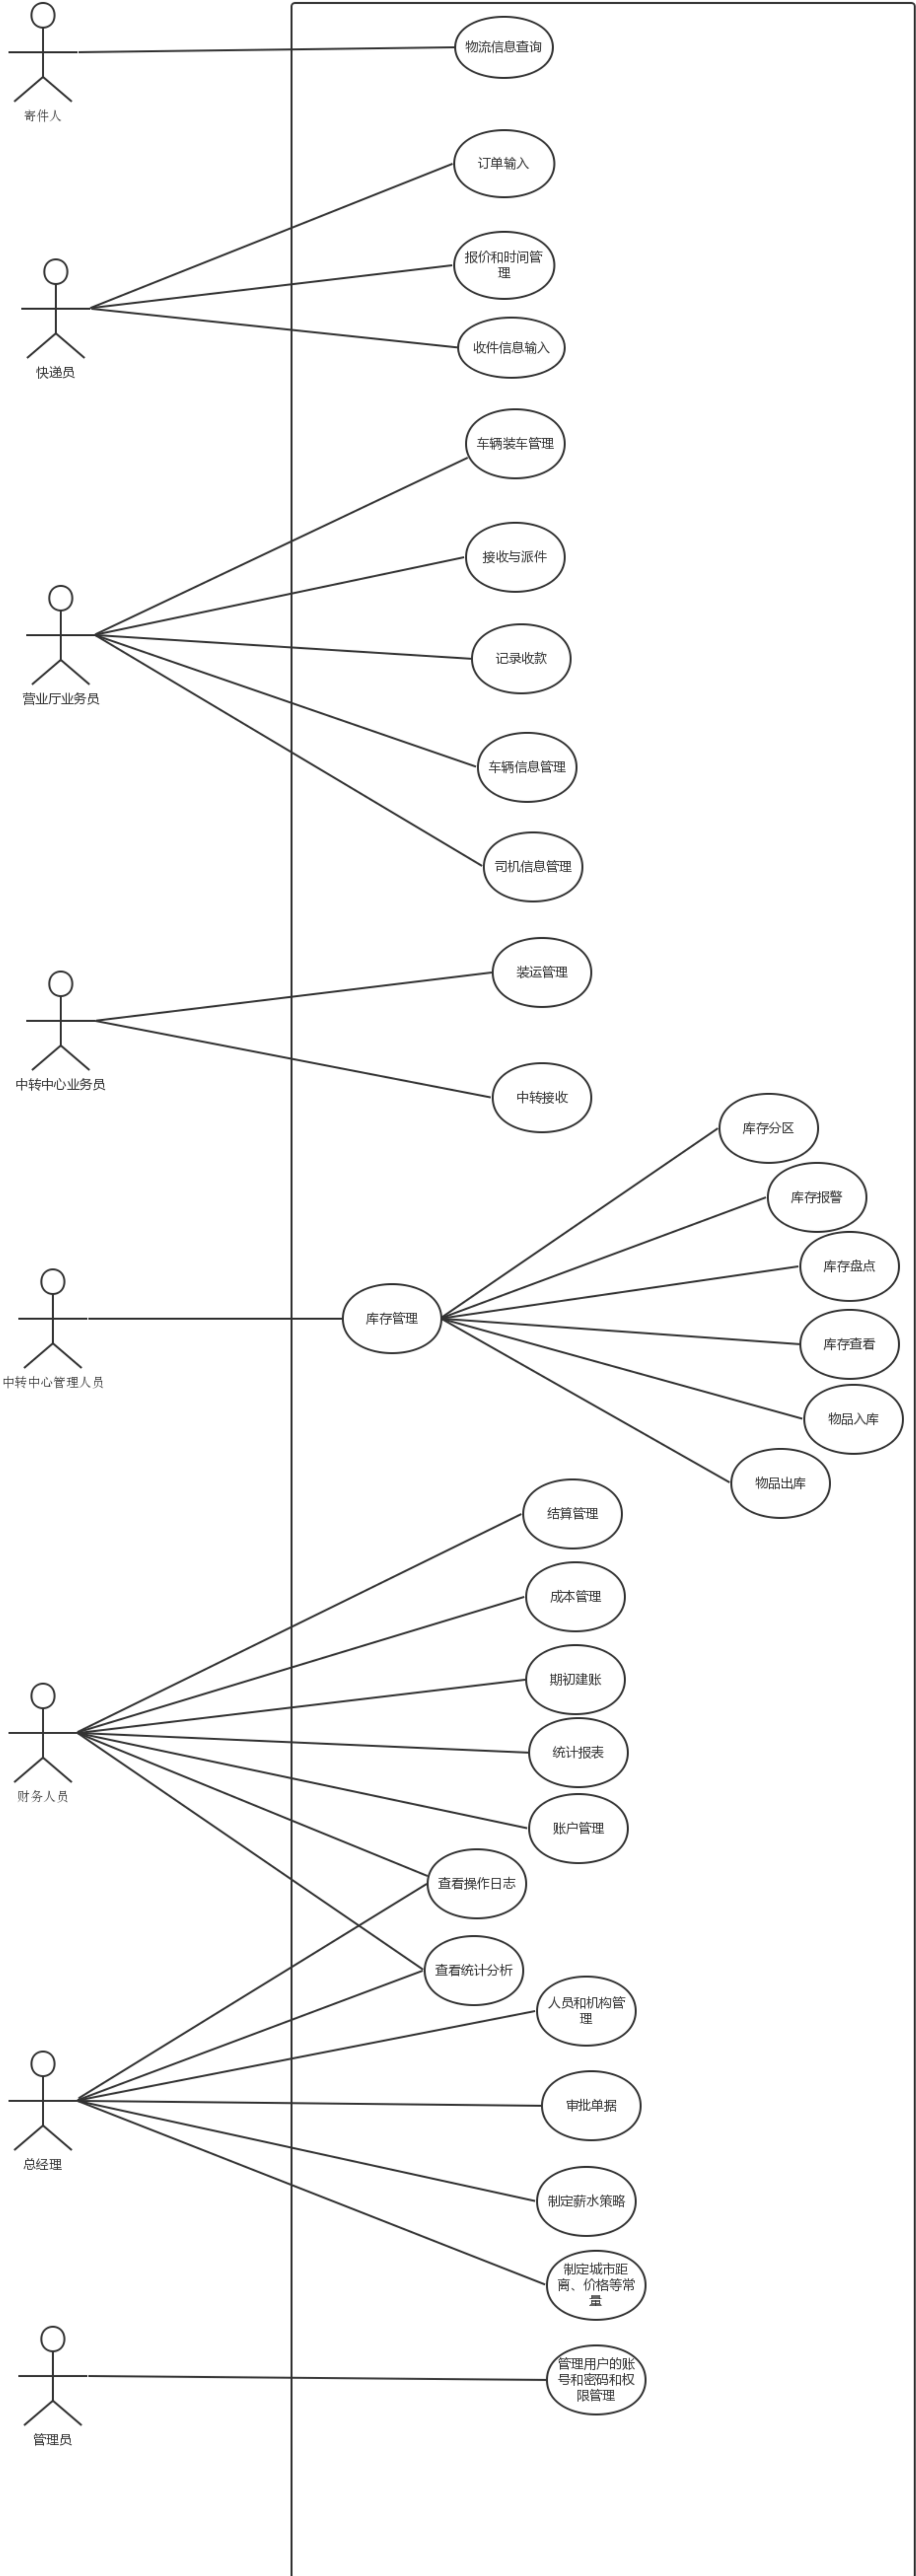 物流信息查询
寄件人
订单输入
报价和时间管
理
收件信息输入
快递员
车辆装车管理
接收与派件
记录收款
营业厅业务员
车辆信息管理
司机信息管理
装运管理
中转中心业务员
中转接收
库存分区
库存报警
库存盘点
库存管理
库存查看
中转中心管理人员
物品入库
物品出库
结算管理
成本管理
期初建账
统计报表
财务人员
账户管理
查看操作日志
查看统计分析
人员和机构管
理
审批单据
总经理
制定薪水策略
制定城市距
离、价格等常
量
管理用户的账
号和密码和权
限管理
管理员